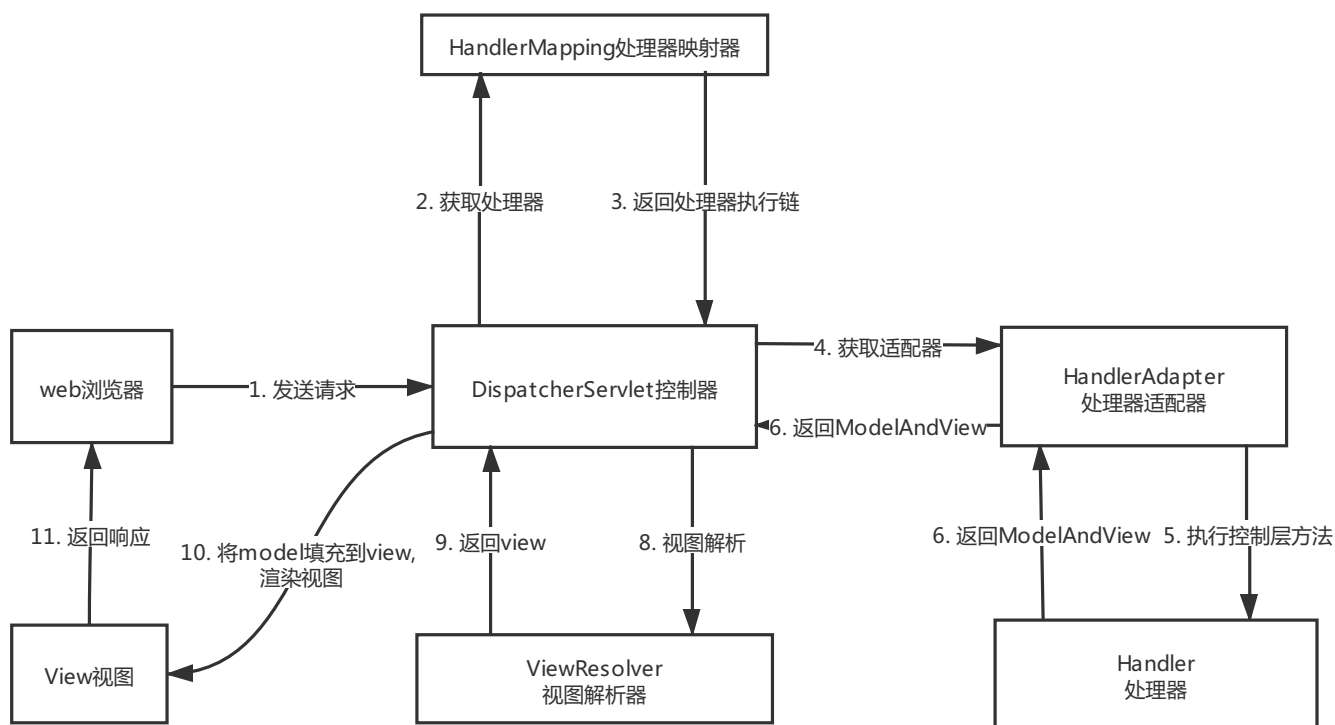 HandlerMapping处理器映射器
2. 获取处理器
3. 返回处理器执行链
4. 获取适配器
web浏览器
1. 发送请求
DispatcherServlet控制器
HandlerAdapter
处理器适配器
6. 返回ModelAndView
11. 返回响应
10. 将model填充到view,
渲染视图
9. 返回view
8. 视图解析
6. 返回ModelAndView
5. 执行控制层方法
View视图
ViewResolver
视图解析器
Handler
处理器